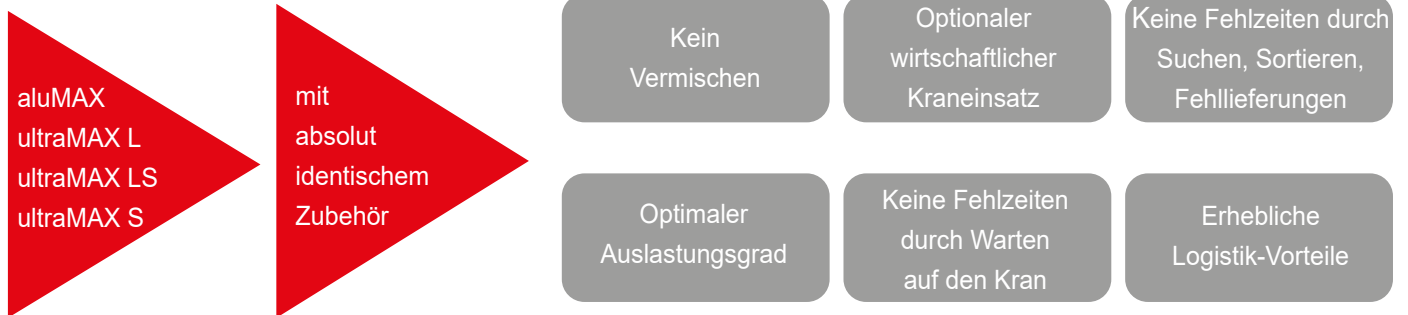 aluMAX
ultraMAX L
ultraMAX LS
ultraMAX S
mit
absolut
identischem
Zubehör
Kein
Vermischen
Optionaler
wirtschaftlicher
Kraneinsatz
Keine Fehlzeiten durch
Suchen, Sortieren,
Fehllieferungen
Optimaler
Auslastungsgrad
Keine Fehlzeiten
durch Warten
auf den Kran
Erhebliche
Logistik-Vorteile